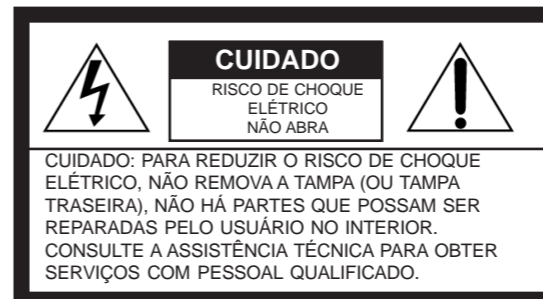 CUIDADO
RISCO DE CHOQUE
ELÉTRICO
NÃO ABRA
CUIDADO: PARA REDUZIR O RISCO DE CHOQUE
ELÉTRICO, NÃO REMOVA A TAMPA (OU TAMPA
TRASEIRA), NÃO HÁ PARTES QUE POSSAM SER
REPARADAS PELO USUÁRIO NO INTERIOR.
CONSULTE A ASSISTÊNCIA TÉCNICA PARA OBTER
SERVIÇOS COM PESSOAL QUALIFICADO.